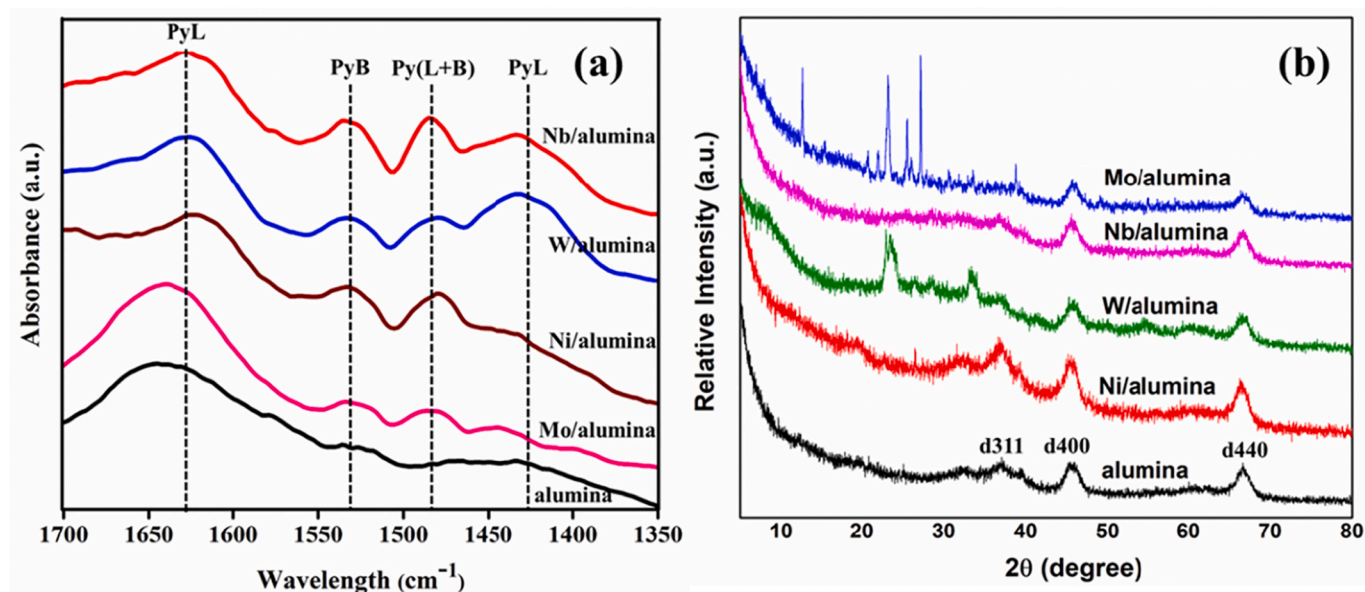 (a)
PyL
PyB
Py(L+B)
PyL
Nb/alumina
W/alumina
Ni/alumina
Mo/alumina
alumina
Absorbance (a.u.)
1700 1650 1600 1550 1500 1450 1400 1350
Wavelength (cm⁻¹)
(b)
Mo/alumina
Nb/alumina
W/alumina
Ni/alumina
d311 d400 d440
alumina
Relative Intensity (a.u.)
10 20 30 40 50 60 70 80
2θ (degree)